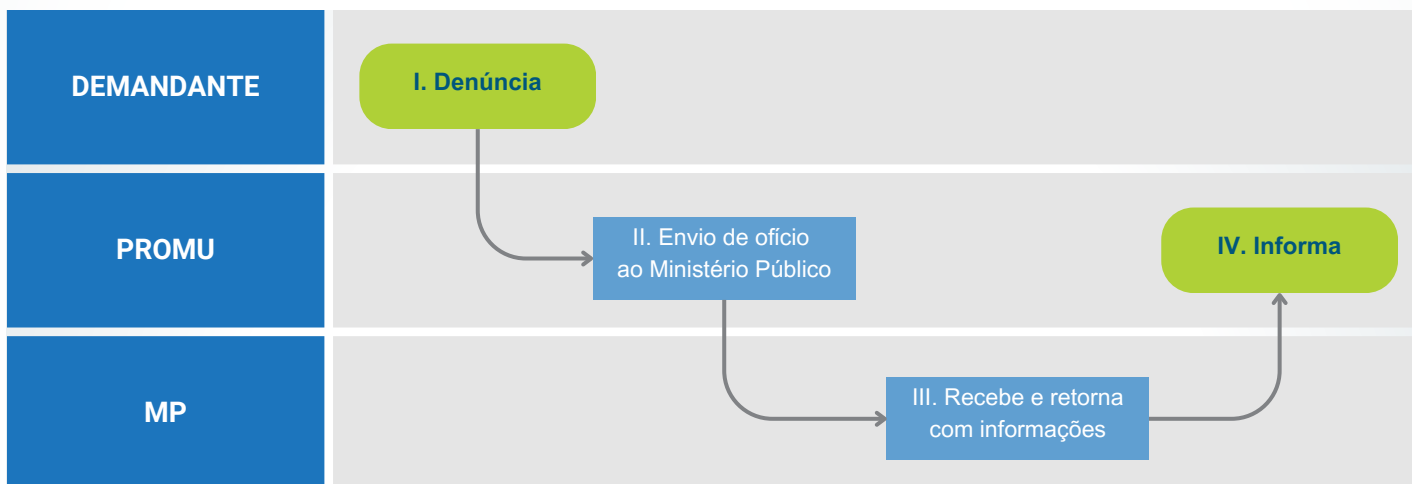 DEMANDANTE
I. Denúncia
PROMU
II. Envio de ofício
ao Ministério Público
IV. Informa
MP
III. Recebe e retorna
com informações